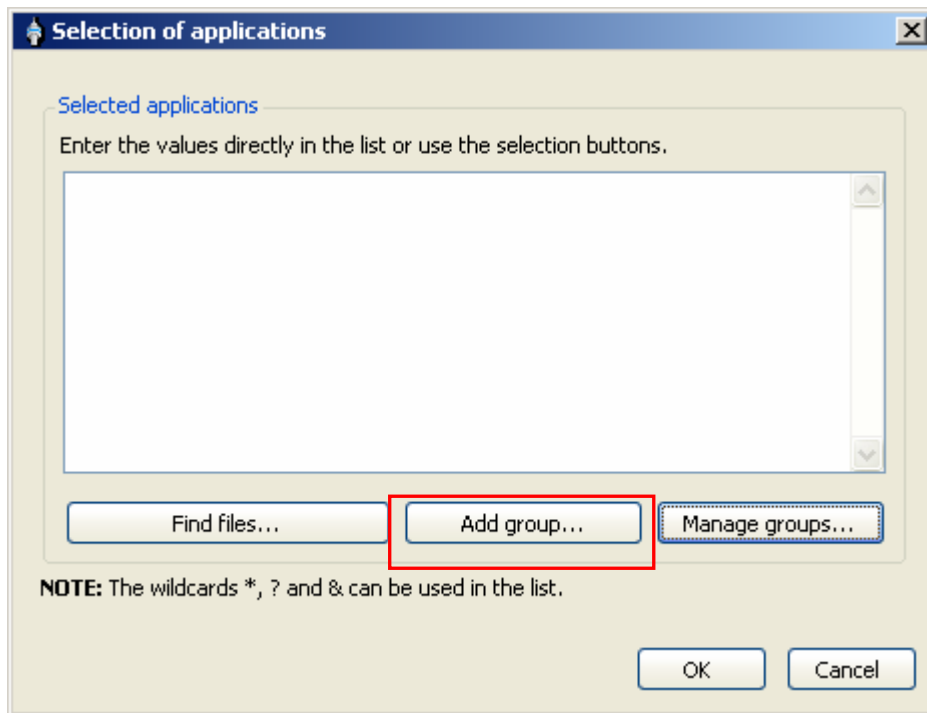 Selection of applications
Selected applications
Enter the values directly in the list or use the selection buttons.
Find files... Add group... Manage groups...
NOTE: The wildcards *, ? and & can be used in the list.
OK Cancel